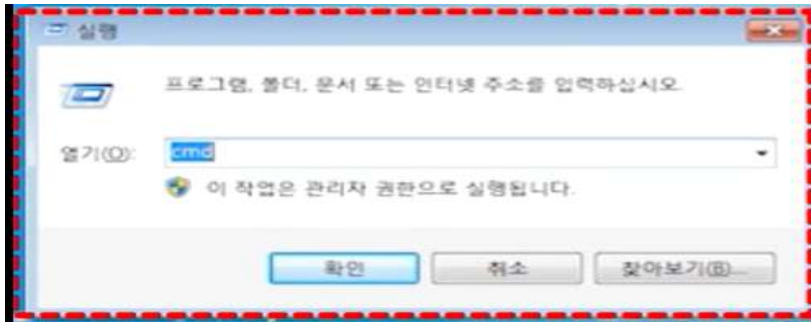 실행
프로그램, 폴더, 문서 또는 인터넷 주소를 입력하십시오.
열기(O): cmd
이 작업은 관리자 권한으로 실행됩니다.
확인 취소 찾아보기(B)...